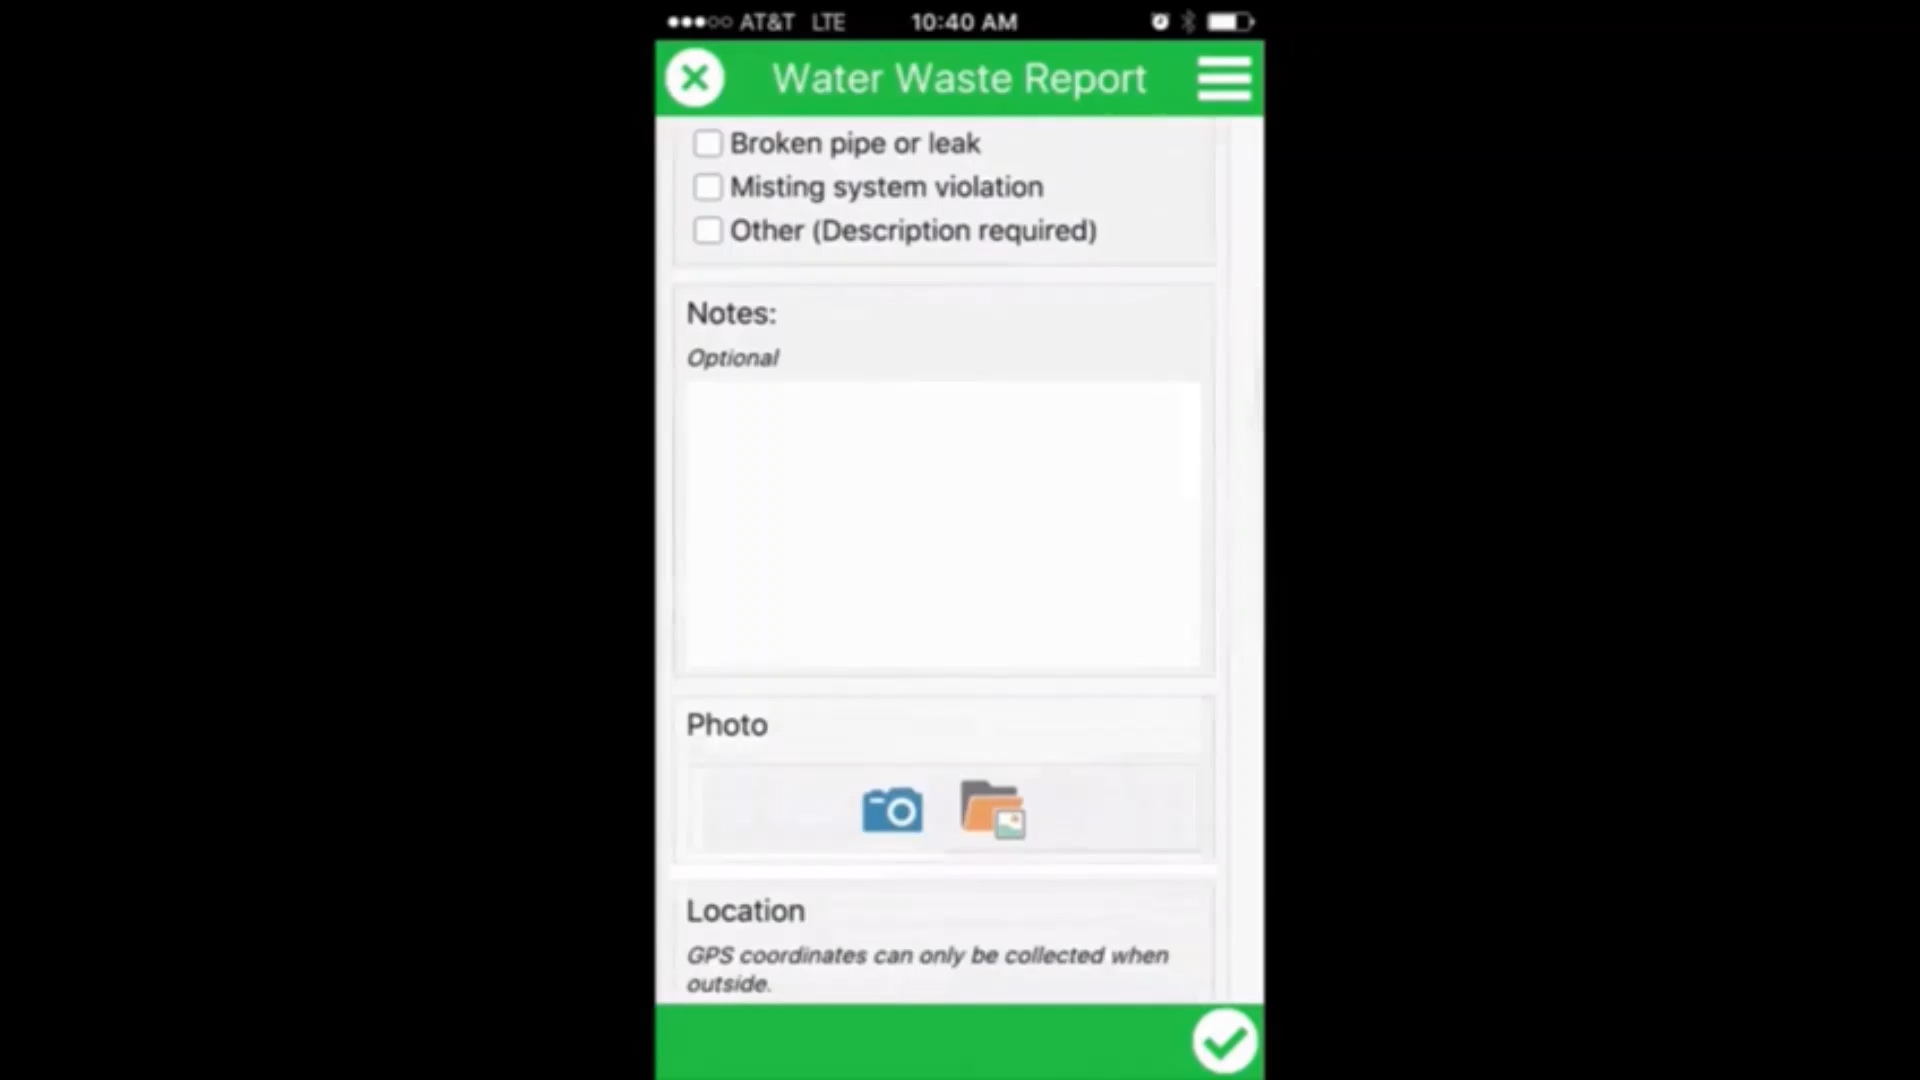 AT&T LTE 10:40 AM
Water Waste Report
Broken pipe or leak
Misting system violation
Other (Description required)
Notes:
Optional
Photo
Location
GPS coordinates can only be collected when
outside.